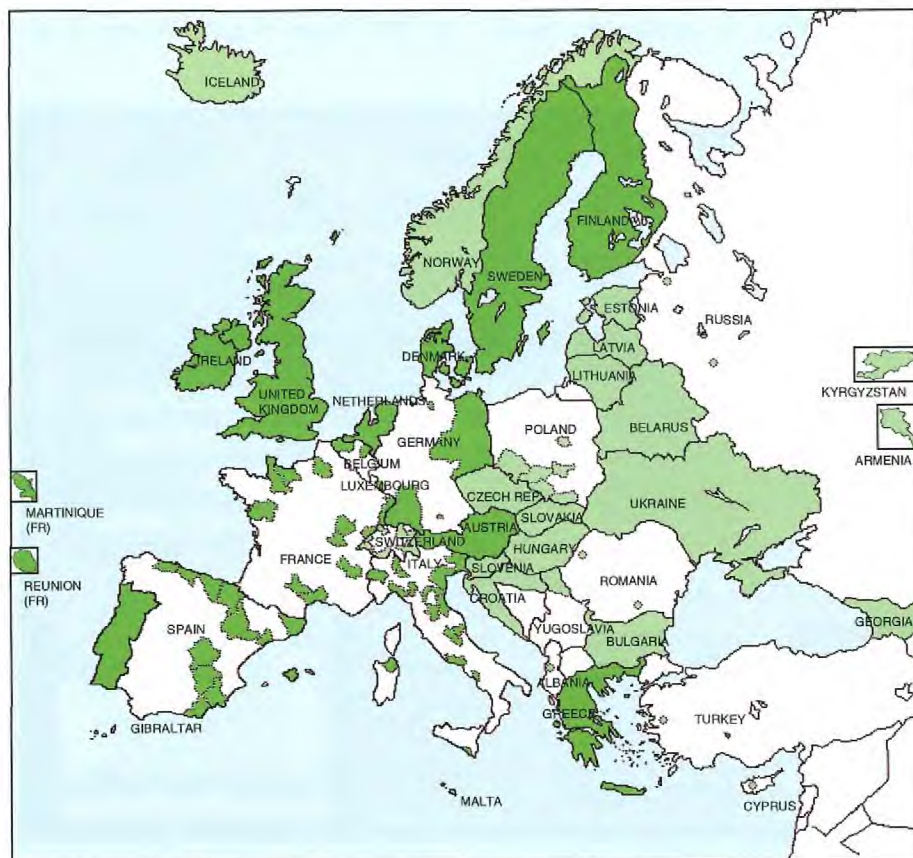 ICELAND
NORWAY
SWEDEN
FINLAND
RUSSIA
ESTONIA
LATVIA
LITHUANIA
DENMARK
IRELAND
UNITED
KINGDOM
NETHERLANDS
KYRGYZSTAN
BELARUS
POLAND
GERMANY
BELGIUM
ARMENIA
LUXEMBOURG
CZECH REP.
UKRAINE
MARTINIQUE
(FR)
SLOVAKIA
AUSTRIA
SWITZERLAND
HUNGARY
FRANCE
ITALY
SLOVENIA
ROMANIA
REUNION
(FR)
CROATIA
GEORGIA
SPAIN
YUGOSLAVIA
BULGARIA
ALBANIA
GREECE
TURKEY
GIBRALTAR
MALTA
CYPRUS